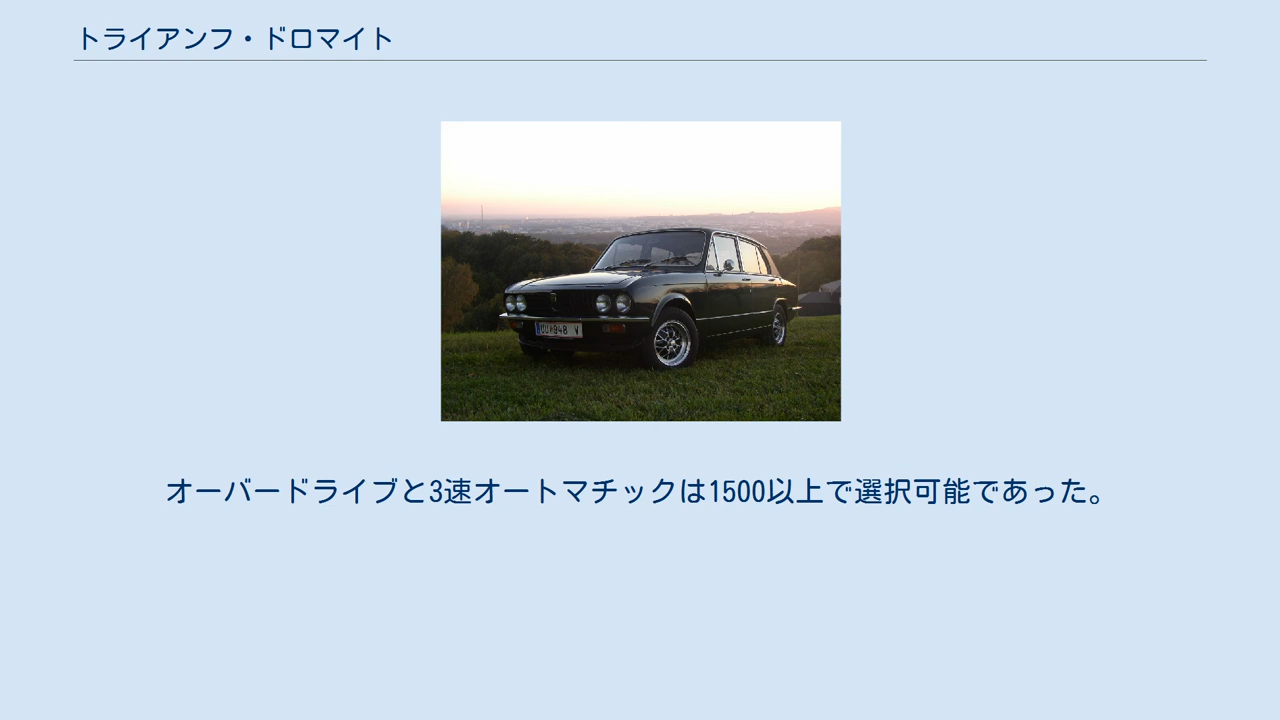 トライアンフ・ドロマイト
オーバードライブと3速オートマチックは1500以上で選択可能であった。